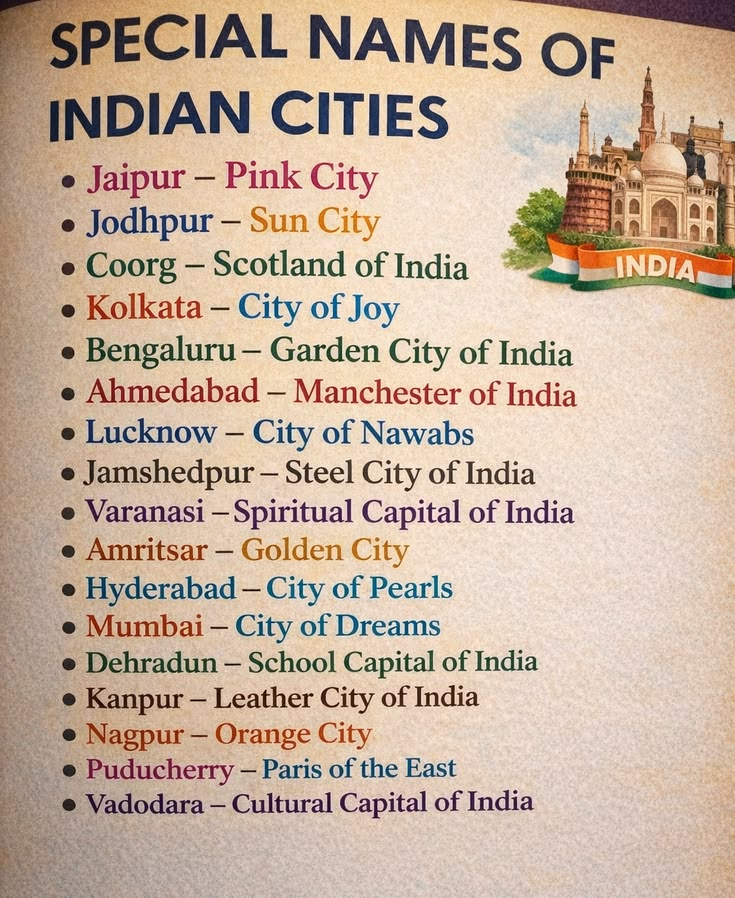 SPECIAL NAMES OF
INDIAN CITIES
• Jaipur – Pink City
• Jodhpur – Sun City
• Coorg – Scotland of India
• Kolkata – City of Joy
• Bengaluru – Garden City of India
• Ahmedabad – Manchester of India
• Lucknow – City of Nawabs
• Jamshedpur – Steel City of India
• Varanasi – Spiritual Capital of India
• Amritsar – Golden City
• Hyderabad – City of Pearls
• Mumbai – City of Dreams
• Dehradun – School Capital of India
• Kanpur – Leather City of India
• Nagpur – Orange City
• Puducherry – Paris of the East
• Vadodara – Cultural Capital of India
INDIA